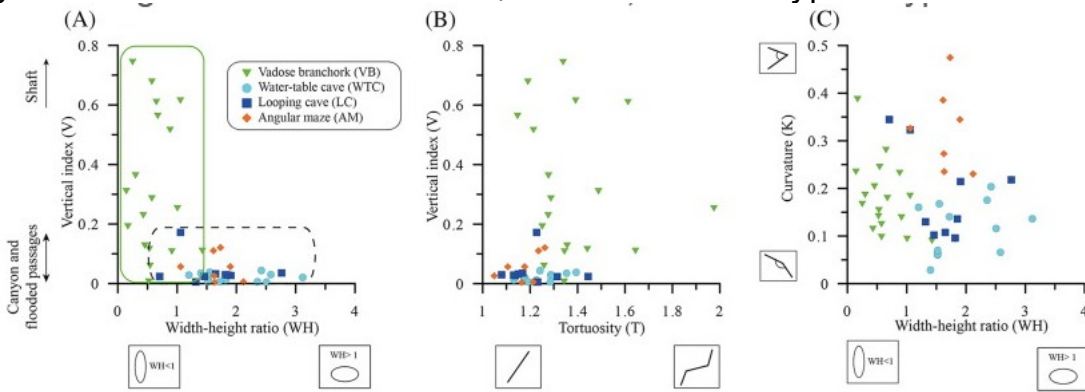 (A)
(B)
(C)
Shaft
Canyon and
flooded passages
Vertical index (V)
0.8
0.6
0.4
0.2
0
Vadose branchork (VB)
Water-table cave (WTC)
Looping cave (LC)
Angular maze (AM)
0 1 2 3 4
Width-height ratio (WH)
WH<1
WH> 1
Vertical index (V)
0.8
0.6
0.4
0.2
0
1 1.2 1.4 1.6 1.8 2
Tortuosity (T)
Curvature (K)
0.5
0.4
0.3
0.2
0.1
0
0 1 2 3 4
Width-height ratio (WH)
WH<1
WH> 1